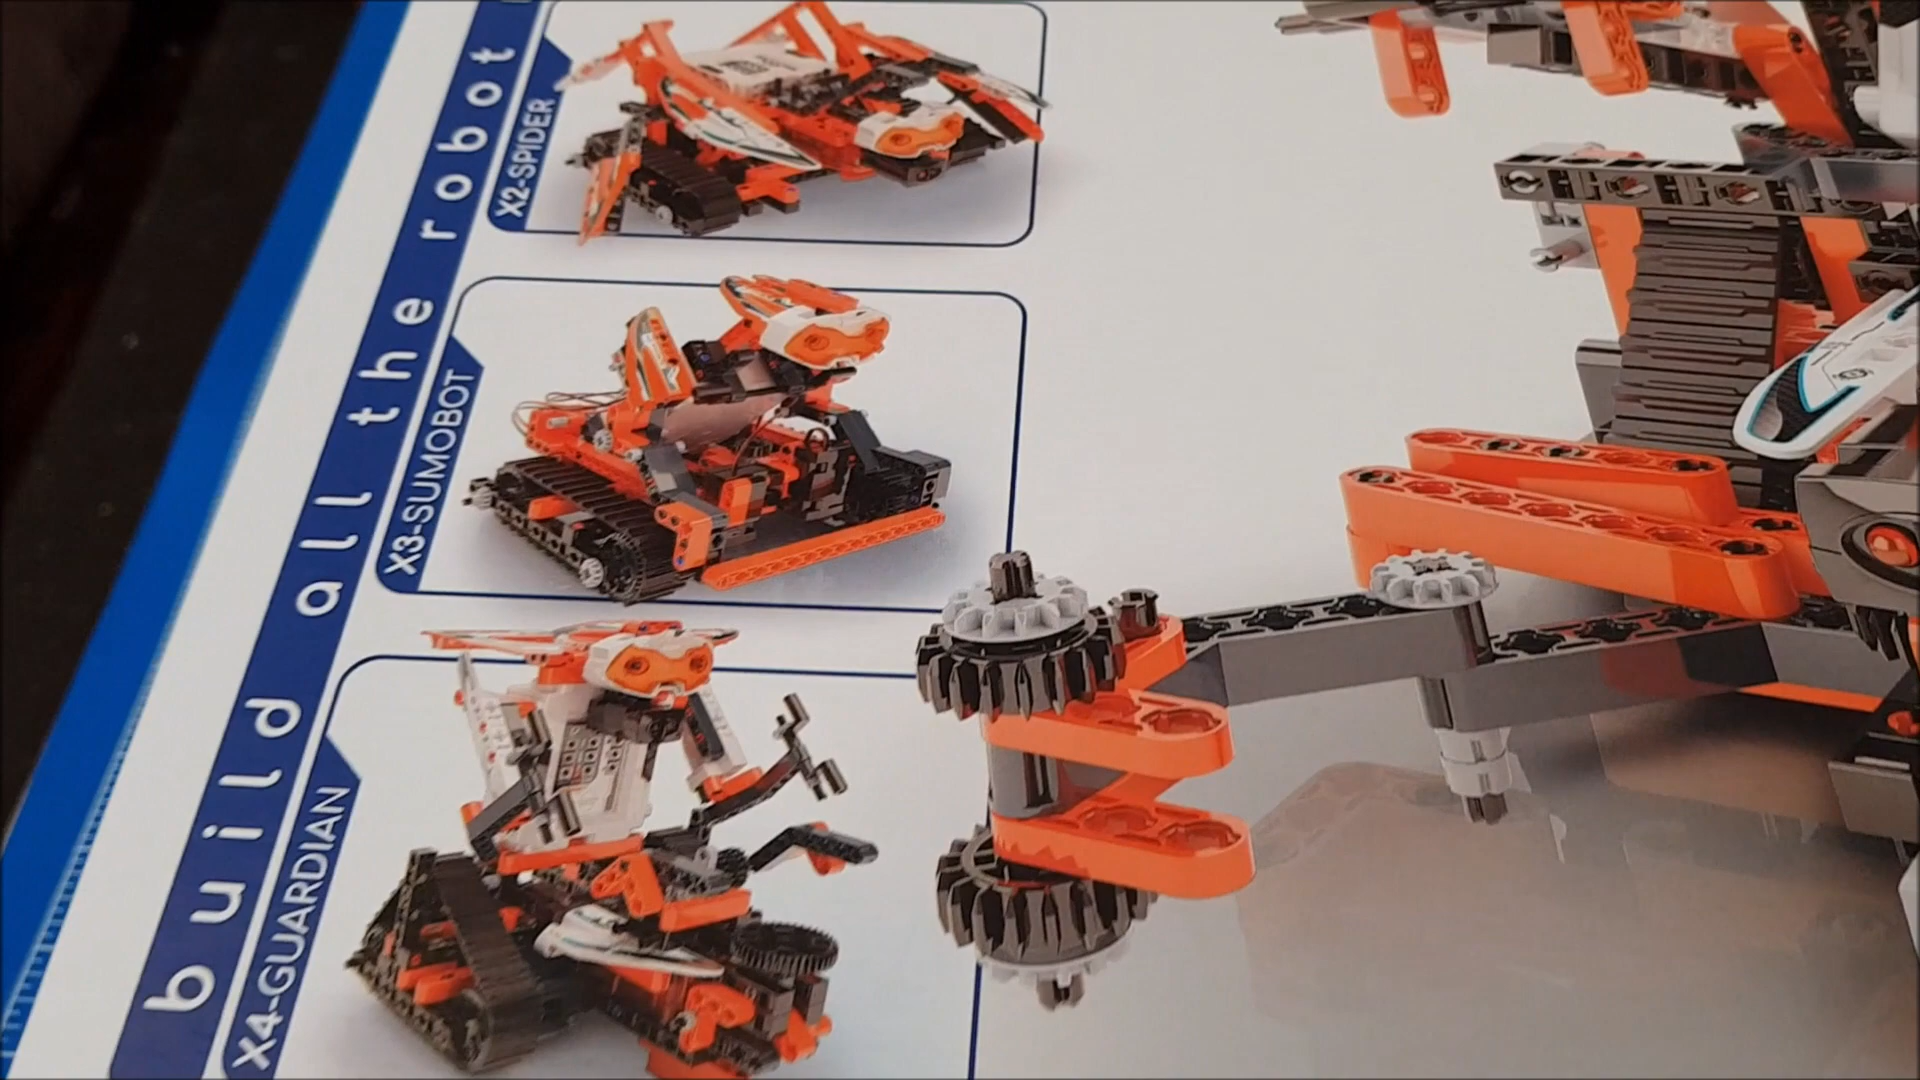 build all the robot
X2-SPIDER
X3-SUMOBOT
X4-GUARDIAN